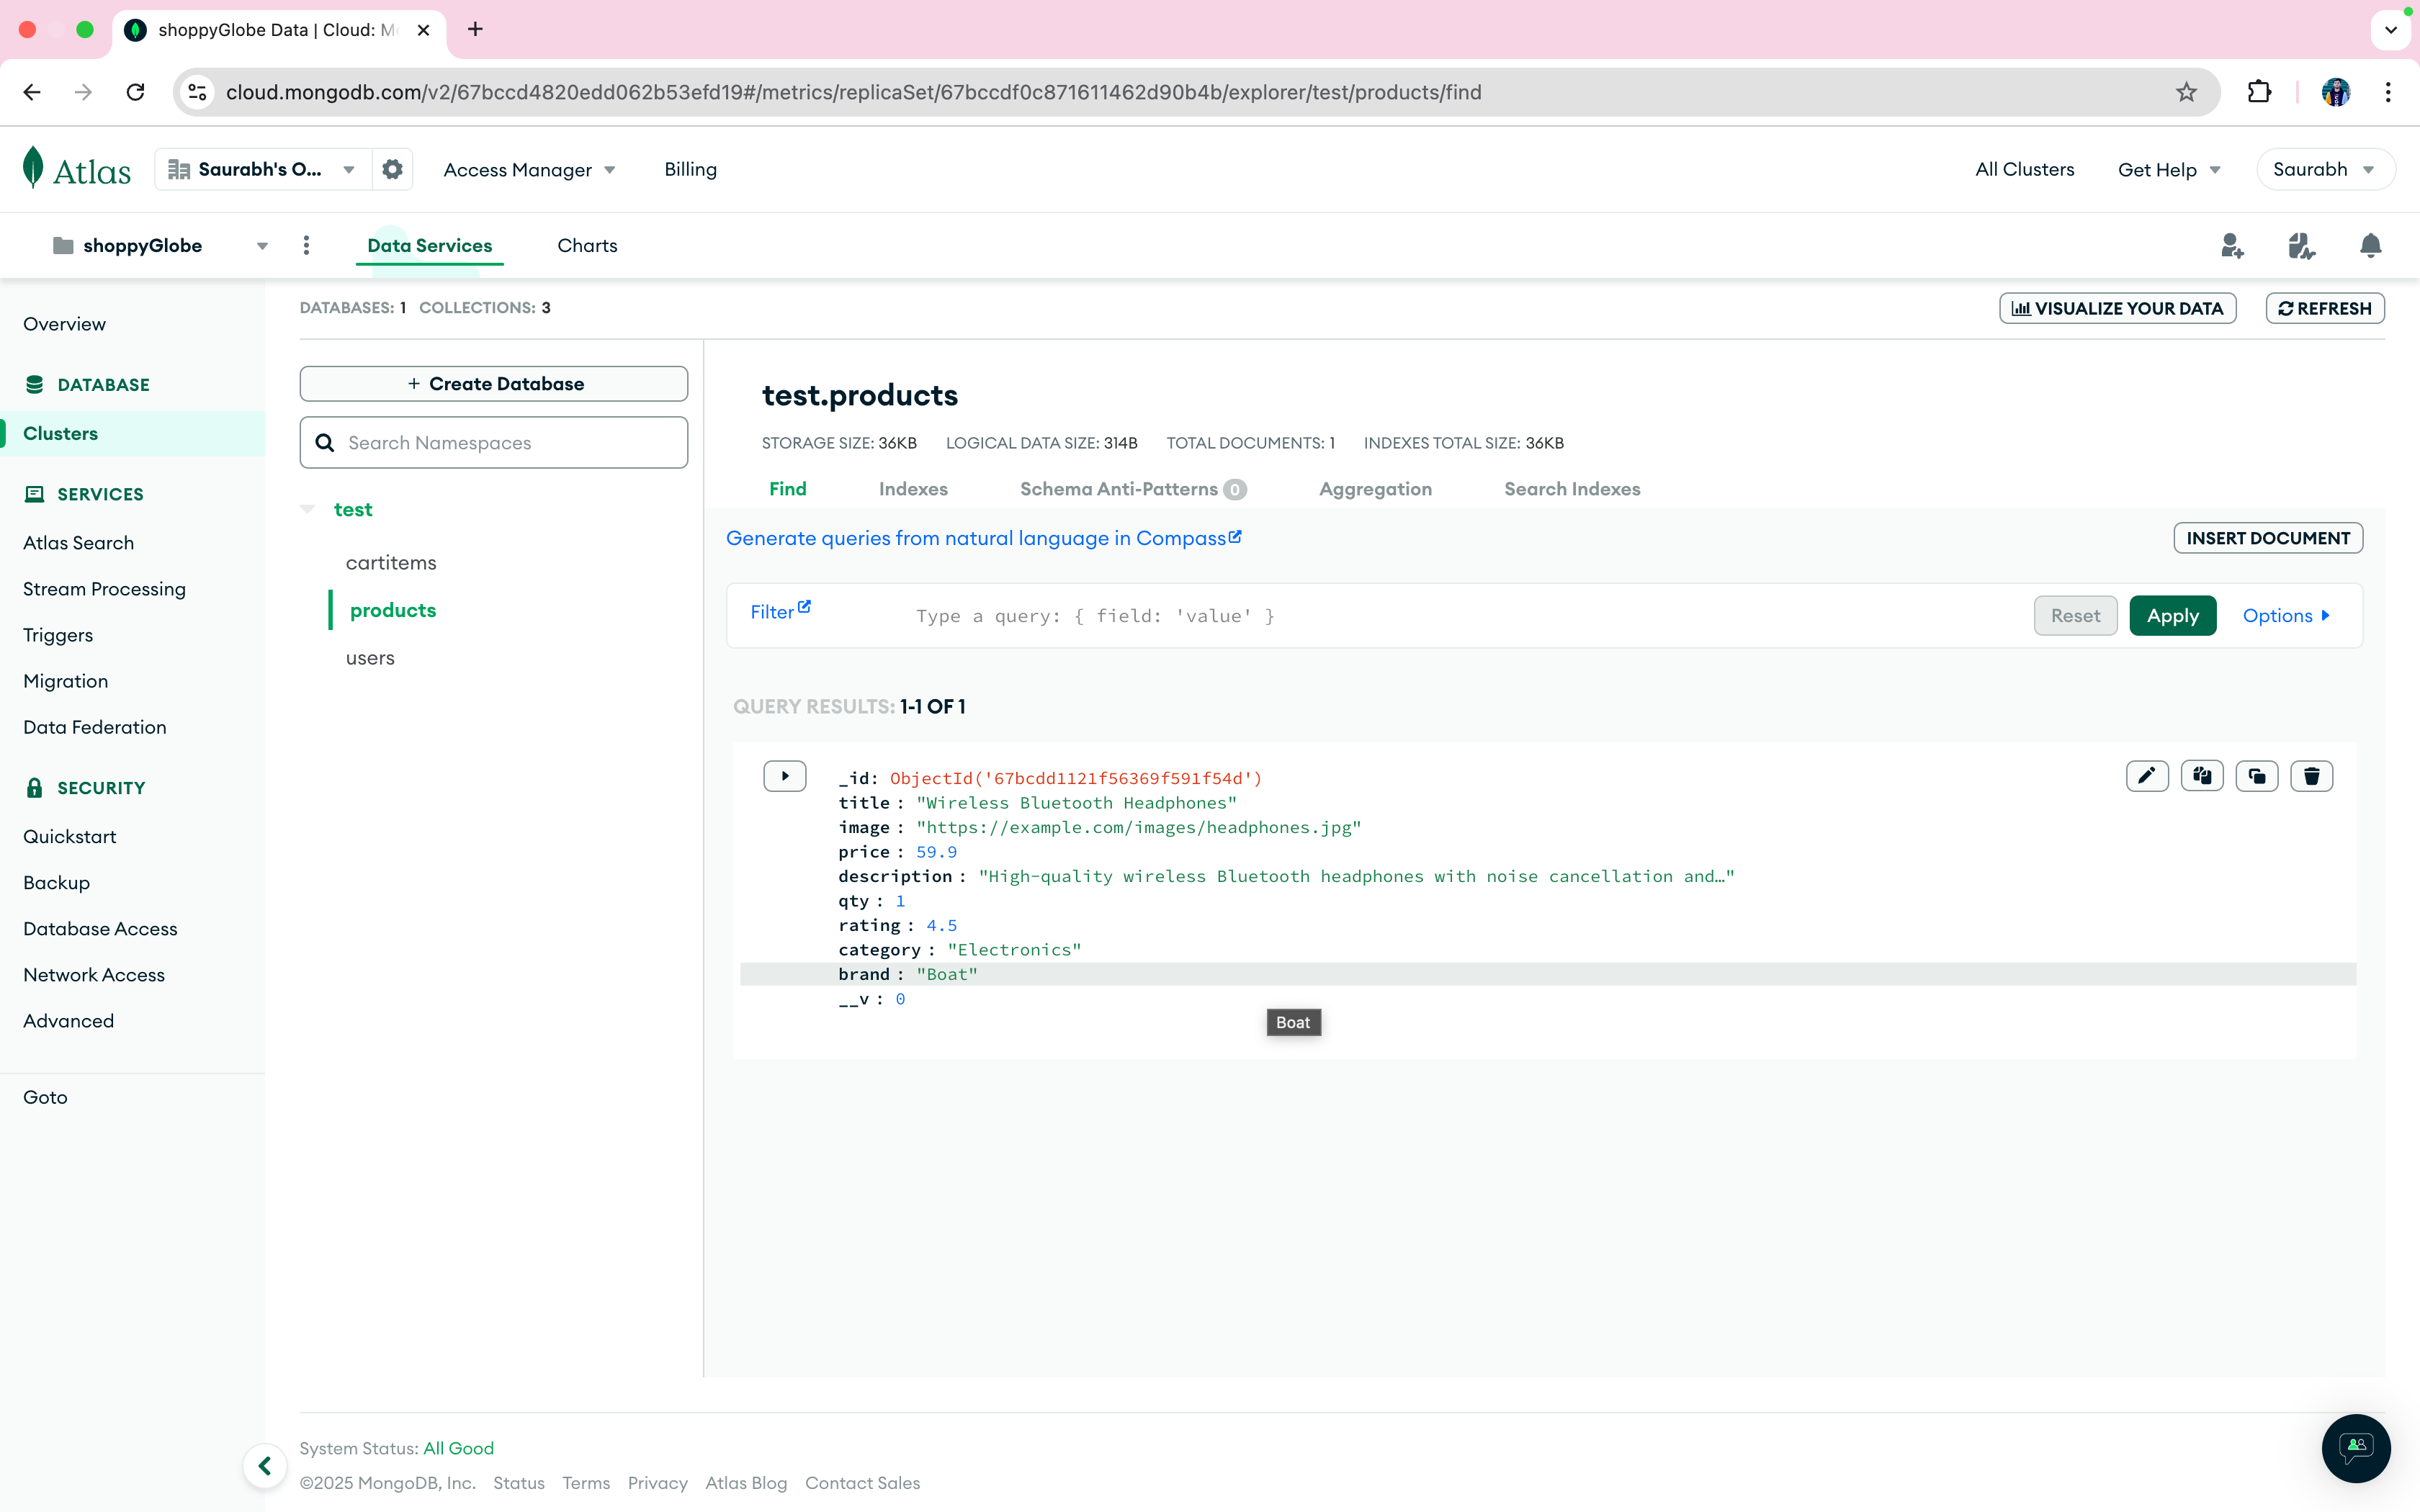 shoppyGlobe Data | Cloud: M
cloud.mongodb.com/v2/67bccd4820edd062b53efd19#/metrics/replicaSet/67bccdf0c871611462d90b4b/explorer/test/products/find
Atlas
Saurabh's O...
Access Manager
Billing
All Clusters
Get Help
Saurabh
shoppyGlobe
Data Services
Charts
Overview
DATABASE
Clusters
SERVICES
Atlas Search
Stream Processing
Triggers
Migration
Data Federation
SECURITY
Quickstart
Backup
Database Access
Network Access
Advanced
Goto
DATABASES: 1 COLLECTIONS: 3
VISUALIZE YOUR DATA
REFRESH
+ Create Database
Search Namespaces
test
cartitems
products
users
test.products
STORAGE SIZE: 36KB LOGICAL DATA SIZE: 314B TOTAL DOCUMENTS: 1 INDEXES TOTAL SIZE: 36KB
Find Indexes Schema Anti-Patterns 0 Aggregation Search Indexes
Generate queries from natural language in Compass
INSERT DOCUMENT
Filter
Type a query: { field: 'value' }
Reset
Apply
Options
QUERY RESULTS: 1-1 OF 1
_id: ObjectId('67bcdd1121f56369f591f54d')
title : "Wireless Bluetooth Headphones"
image : "https://example.com/images/headphones.jpg"
price : 59.9
description : "High-quality wireless Bluetooth headphones with noise cancellation and…"
qty : 1
rating : 4.5
category : "Electronics"
brand : "Boat"
__v : 0
Boat
System Status: All Good
©2025 MongoDB, Inc. Status Terms Privacy Atlas Blog Contact Sales